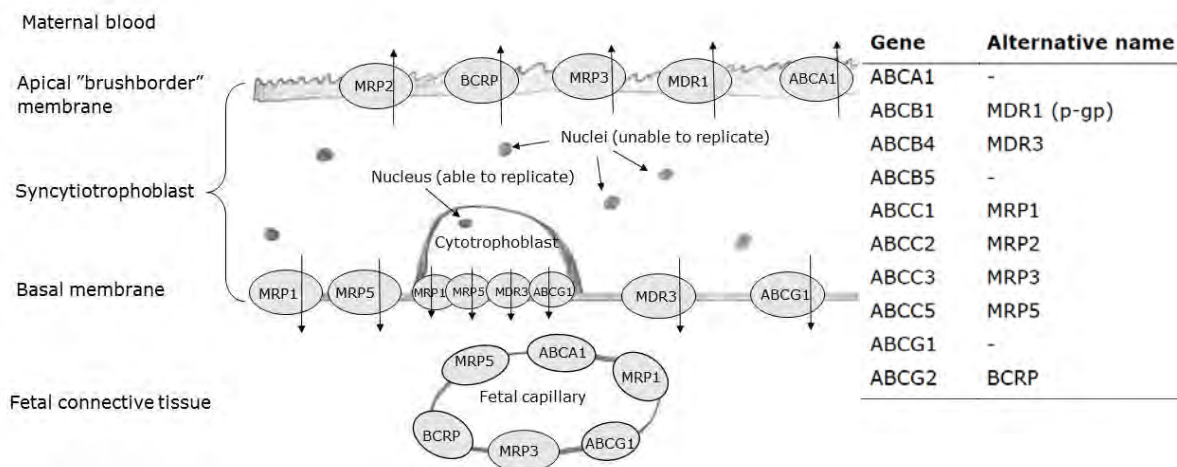 Maternal blood
Apical ”brushborder”
membrane
MRP2
BCRP
MRP3
MDR1
ABCA1
Nuclei (unable to replicate)
Syncytiotrophoblast
Nucleus (able to replicate)
Cytotrophoblast
Basal membrane
MRP1
MRP5
MRP1
MRP5
MDR3
ABCG1
MDR3
ABCG1
Fetal connective tissue
MRP5
ABCA1
MRP1
Fetal capillary
BCRP
MRP3
ABCG1
Gene Alternative name
ABCA1 -
ABCB1 MDR1 (p-gp)
ABCB4 MDR3
ABCB5 -
ABCC1 MRP1
ABCC2 MRP2
ABCC3 MRP3
ABCC5 MRP5
ABCG1 -
ABCG2 BCRP